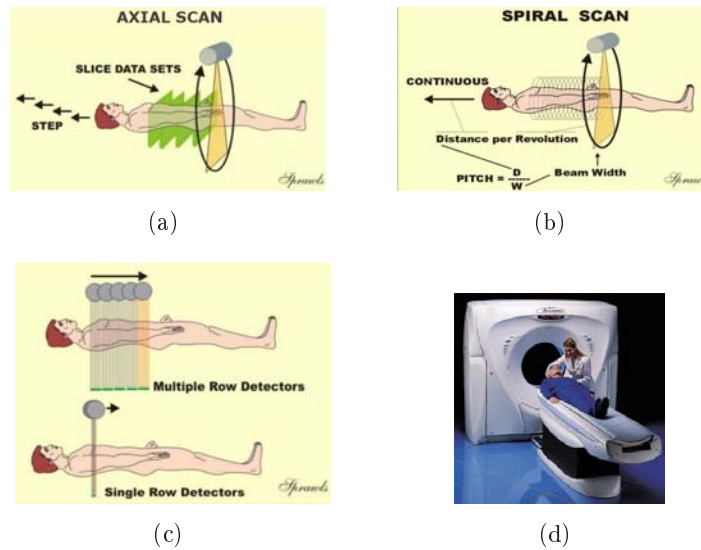 AXIAL SCAN
SLICE DATA SETS
STEP
Sprawls
(a)
SPIRAL SCAN
CONTINUOUS
Distance per Revolution
PITCH = D / W
Beam Width
(b)
Multiple Row Detectors
Single Row Detectors
Sprawls
(c)
(d)